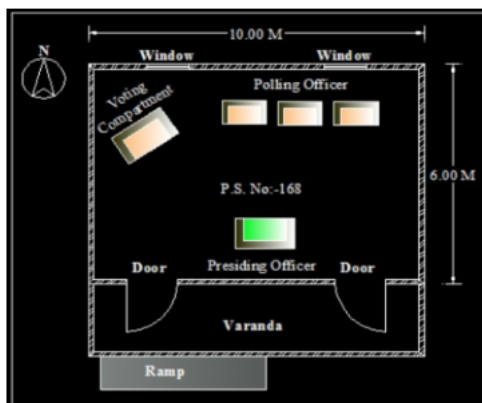 10.00 M
N
Window
Window
Polling Officer
Voting
Compartment
6.00 M
P.S. No:-168
Door
Presiding Officer
Door
Varanda
Ramp